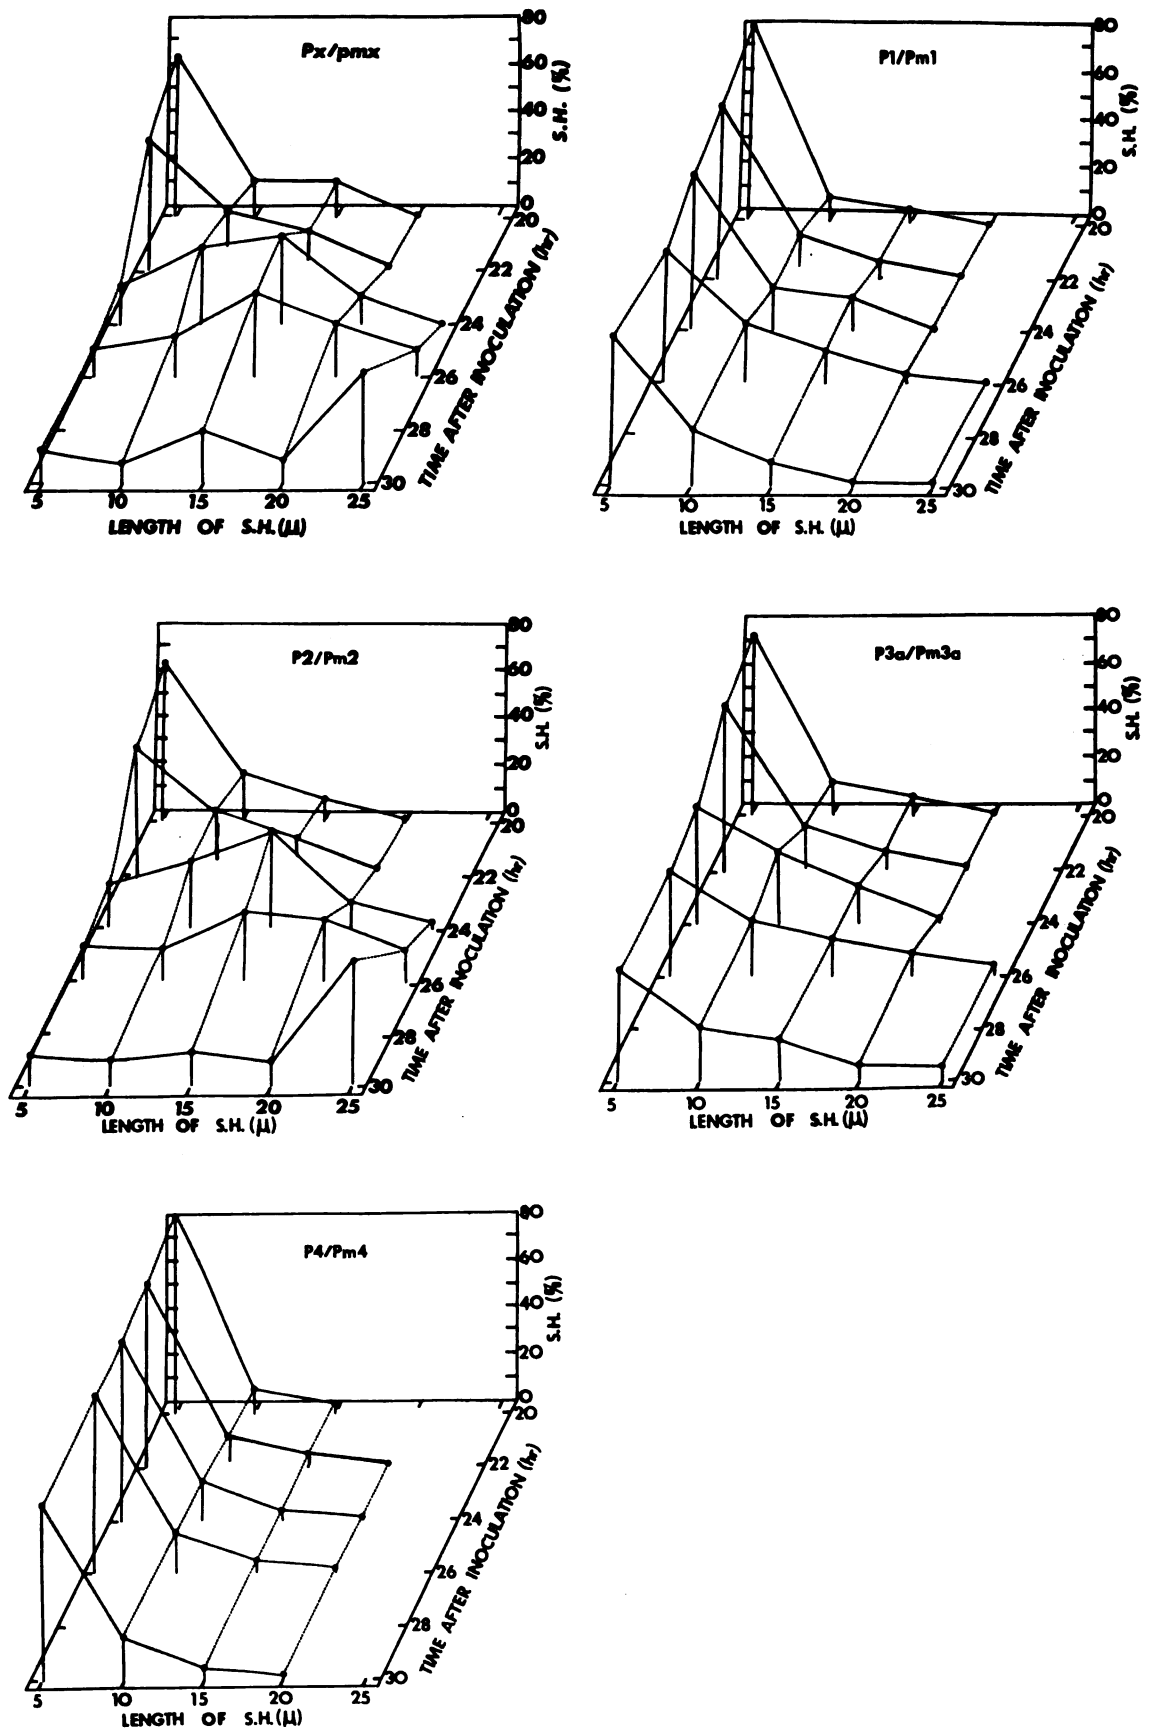 Px/pmx
80
60
40
20
0
S.H. (%)
20
22
24
26
28
30
TIME AFTER INOCULATION (hr)
5 10 15 20 25
LENGTH OF S.H. (μ)
P1/Pm1
80
60
40
20
0
S.H. (%)
20
22
24
26
28
30
TIME AFTER INOCULATION (hr)
5 10 15 20 25
LENGTH OF S.H. (μ)
P2/Pm2
80
60
40
20
0
S.H. (%)
20
22
24
26
28
30
TIME AFTER INOCULATION (hr)
5 10 15 20 25
LENGTH OF S.H. (μ)
P3a/Pm3a
80
60
40
20
0
S.H. (%)
20
22
24
26
28
30
TIME AFTER INOCULATION (hr)
5 10 15 20 25
LENGTH OF S.H. (μ)
P4/Pm4
80
60
40
20
0
S.H. (%)
20
22
24
26
28
30
TIME AFTER INOCULATION (hr)
5 10 15 20 25
LENGTH OF S.H. (μ)